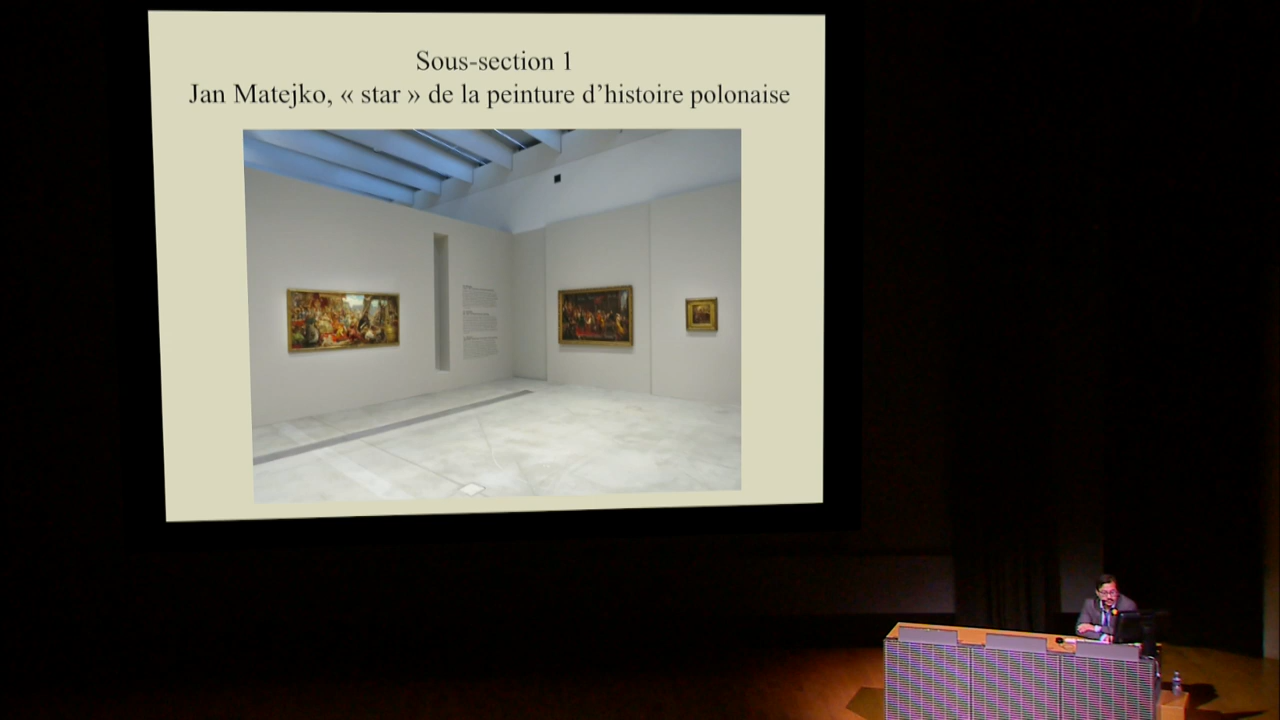 Sous-section 1
Jan Matejko, « star » de la peinture d’histoire polonaise